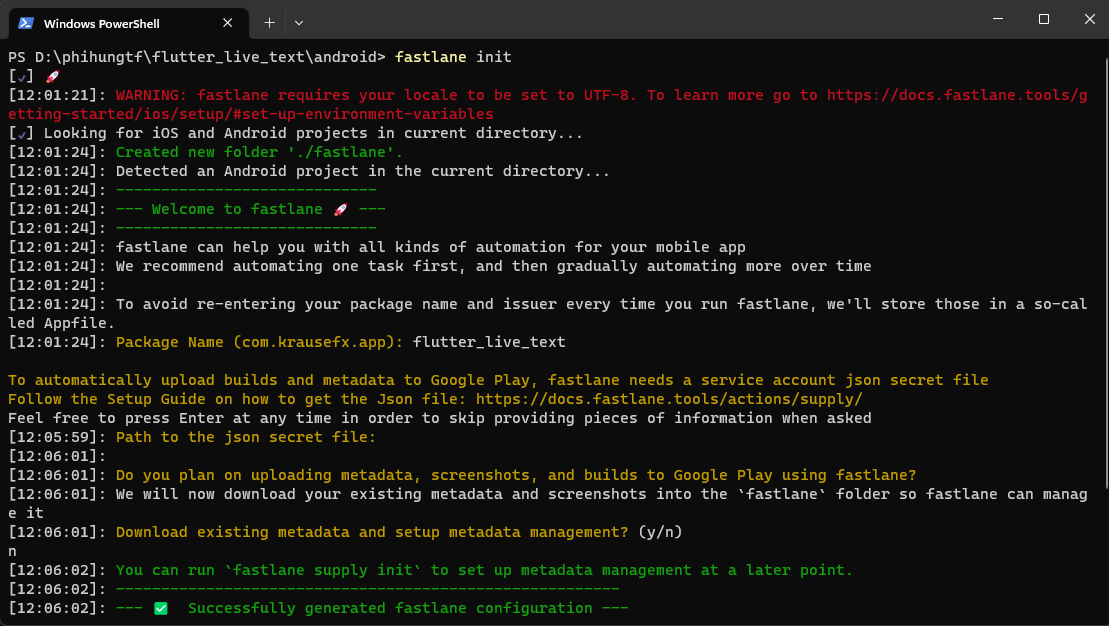 Windows PowerShell
PS D:\phihungtf\flutter_live_text\android> fastlane init
[✓] 🚀
[12:01:21]: WARNING: fastlane requires your locale to be set to UTF-8. To learn more go to https://docs.fastlane.tools/g
etting-started/ios/setup/#set-up-environment-variables
[✓] Looking for iOS and Android projects in current directory...
[12:01:24]: Created new folder './fastlane'.
[12:01:24]: Detected an Android project in the current directory...
[12:01:24]: -----------------------------
[12:01:24]: --- Welcome to fastlane 🚀 ---
[12:01:24]: -----------------------------
[12:01:24]: fastlane can help you with all kinds of automation for your mobile app
[12:01:24]: We recommend automating one task first, and then gradually automating more over time
[12:01:24]:
[12:01:24]: To avoid re-entering your package name and issuer every time you run fastlane, we'll store those in a so-cal
led Appfile.
[12:01:24]: Package Name (com.krausefx.app): flutter_live_text
To automatically upload builds and metadata to Google Play, fastlane needs a service account json secret file
Follow the Setup Guide on how to get the Json file: https://docs.fastlane.tools/actions/supply/
Feel free to press Enter at any time in order to skip providing pieces of information when asked
[12:05:59]: Path to the json secret file:
[12:06:01]:
[12:06:01]: Do you plan on uploading metadata, screenshots, and builds to Google Play using fastlane?
[12:06:01]: We will now download your existing metadata and screenshots into the `fastlane` folder so fastlane can manag
e it
[12:06:01]: Download existing metadata and setup metadata management? (y/n)
n
[12:06:02]: You can run `fastlane supply init` to set up metadata management at a later point.
[12:06:02]: --------------------------------------------------------
[12:06:02]: --- ✅  Successfully generated fastlane configuration ---